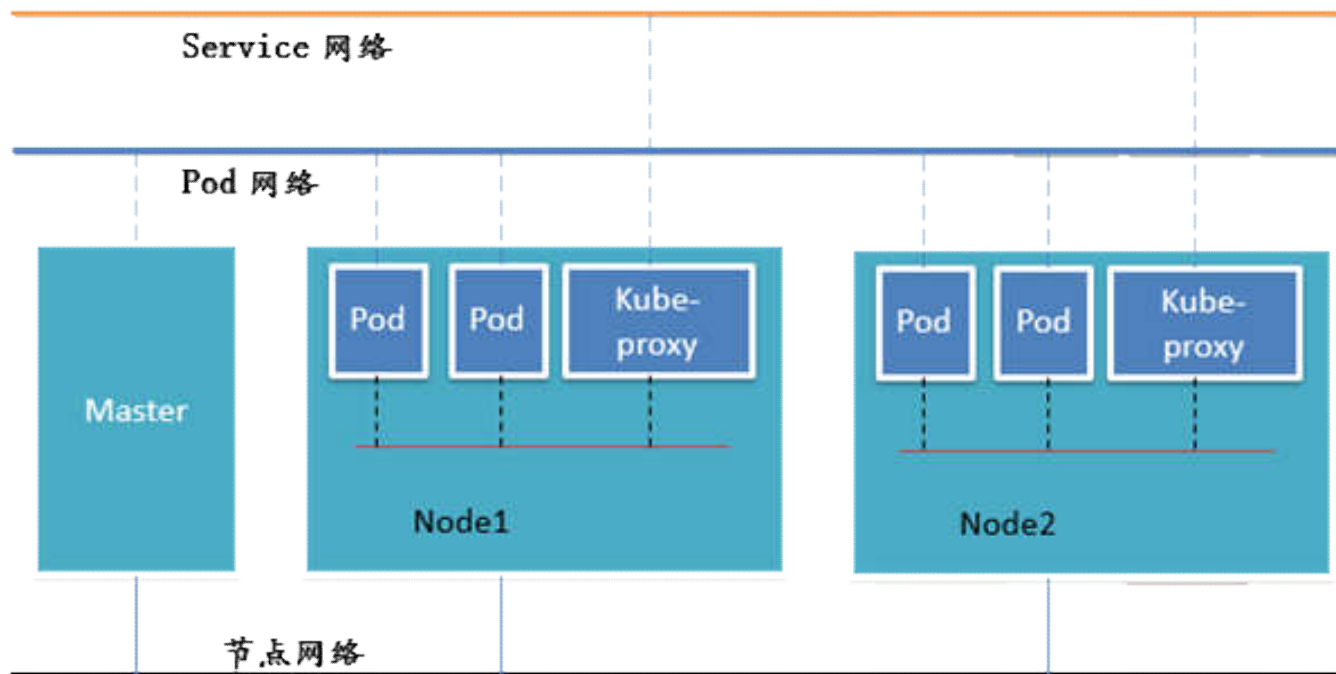 Service 网络
Pod 网络
Master
Pod
Pod
Kube-
proxy
Node1
Pod
Pod
Kube-
proxy
Node2
节点网络